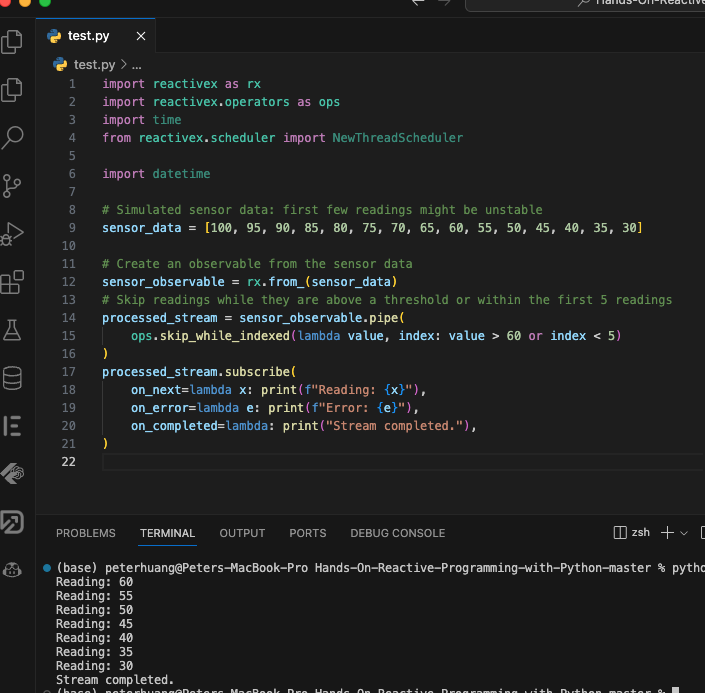 Hands-On-Reactive
test.py
test.py > ...
1 import reactivex as rx
2 import reactivex.operators as ops
3 import time
4 from reactivex.scheduler import NewThreadScheduler
5
6 import datetime
7
8 # Simulated sensor data: first few readings might be unstable
9 sensor_data = [100, 95, 90, 85, 80, 75, 70, 65, 60, 55, 50, 45, 40, 35, 30]
10
11 # Create an observable from the sensor data
12 sensor_observable = rx.from_(sensor_data)
13 # Skip readings while they are above a threshold or within the first 5 readings
14 processed_stream = sensor_observable.pipe(
15     ops.skip_while_indexed(lambda value, index: value > 60 or index < 5)
16 )
17 processed_stream.subscribe(
18     on_next=lambda x: print(f"Reading: {x}"),
19     on_error=lambda e: print(f"Error: {e}"),
20     on_completed=lambda: print("Stream completed."),
21 )
22
PROBLEMS TERMINAL OUTPUT PORTS DEBUG CONSOLE zsh
(base) peterhuang@Peters-MacBook-Pro Hands-On-Reactive-Programming-with-Python-master % pytho
Reading: 60
Reading: 55
Reading: 50
Reading: 45
Reading: 40
Reading: 35
Reading: 30
Stream completed.
(base) peterhuang@Peters-MacBook-Pro Hands-On-Reactive-Programming-with-Python-master %